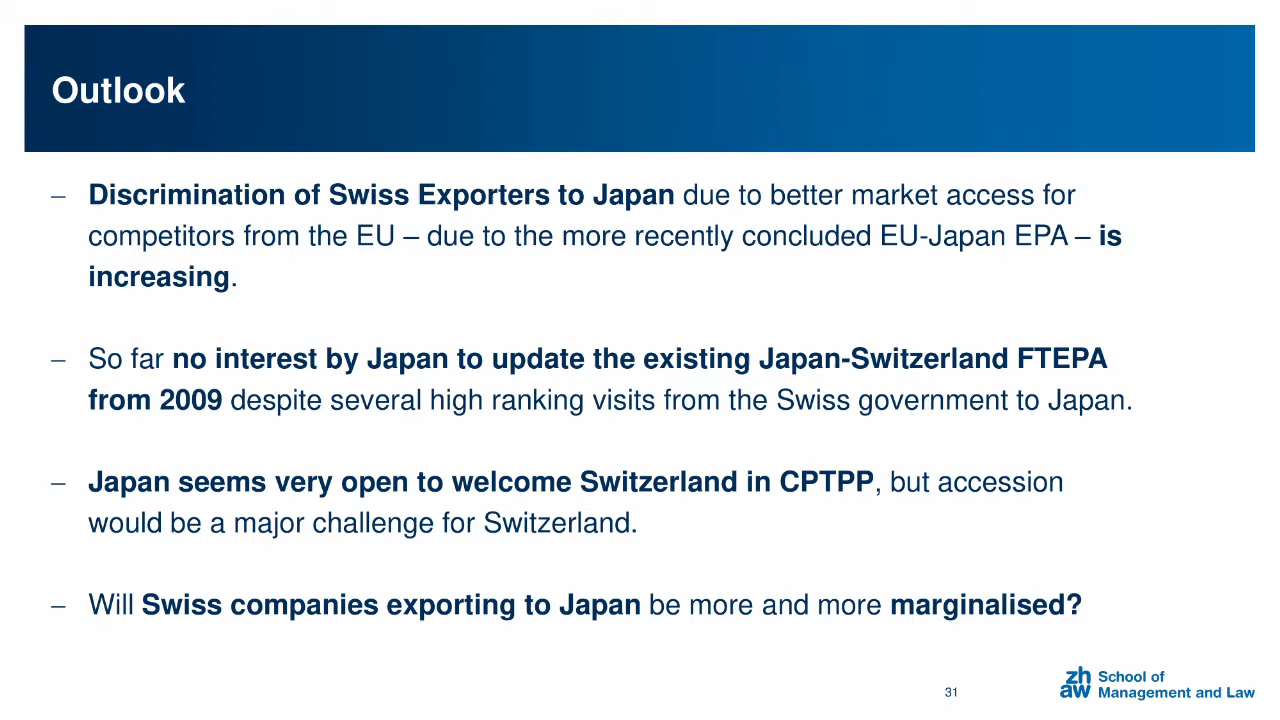 Outlook
– Discrimination of Swiss Exporters to Japan due to better market access for
competitors from the EU – due to the more recently concluded EU-Japan EPA – is
increasing.
– So far no interest by Japan to update the existing Japan-Switzerland FTEPA
from 2009 despite several high ranking visits from the Swiss government to Japan.
– Japan seems very open to welcome Switzerland in CPTPP, but accession
would be a major challenge for Switzerland.
– Will Swiss companies exporting to Japan be more and more marginalised?
31
zh School of
aw Management and Law